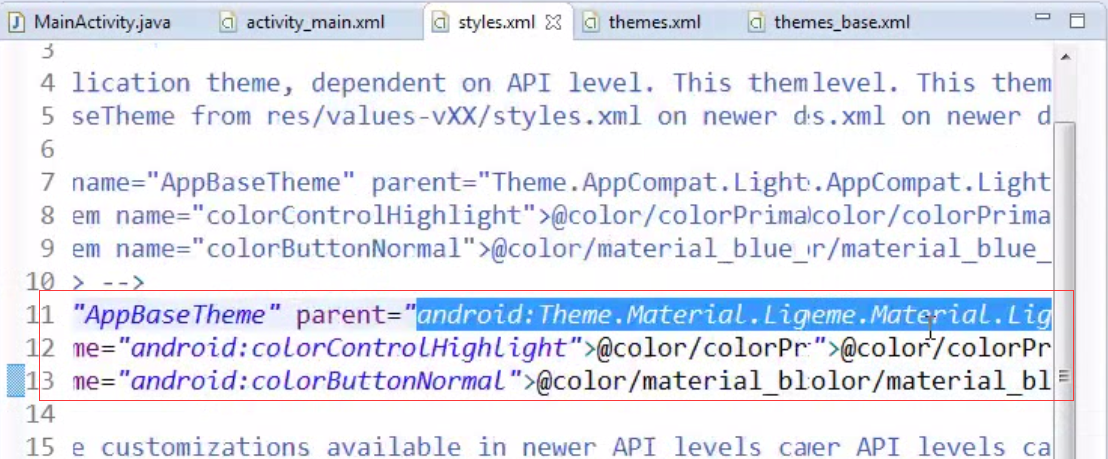 MainActivity.java activity_main.xml styles.xml themes.xml themes_base.xml
3
4 lication theme, dependent on API level. This themlevel. This them
5 seTheme from res/values-vXX/styles.xml on newer ds.xml on newer d
6
7 name="AppBaseTheme" parent="Theme.AppCompat.Light.AppCompat.Light
8 em name="colorControlHighlight">@color/colorPrimacolor/colorPrima
9 em name="colorButtonNormal">@color/material_blue_r/material_blue_
10 > -->
11 "AppBaseTheme" parent="android:Theme.Material.Ligeme.Material.Lig
12 me="android:colorControlHighlight">@color/colorPr">@color/colorPr
13 me="android:colorButtonNormal">@color/material_blolor/material_bl
14
15 e customizations available in newer API levels caer API levels ca